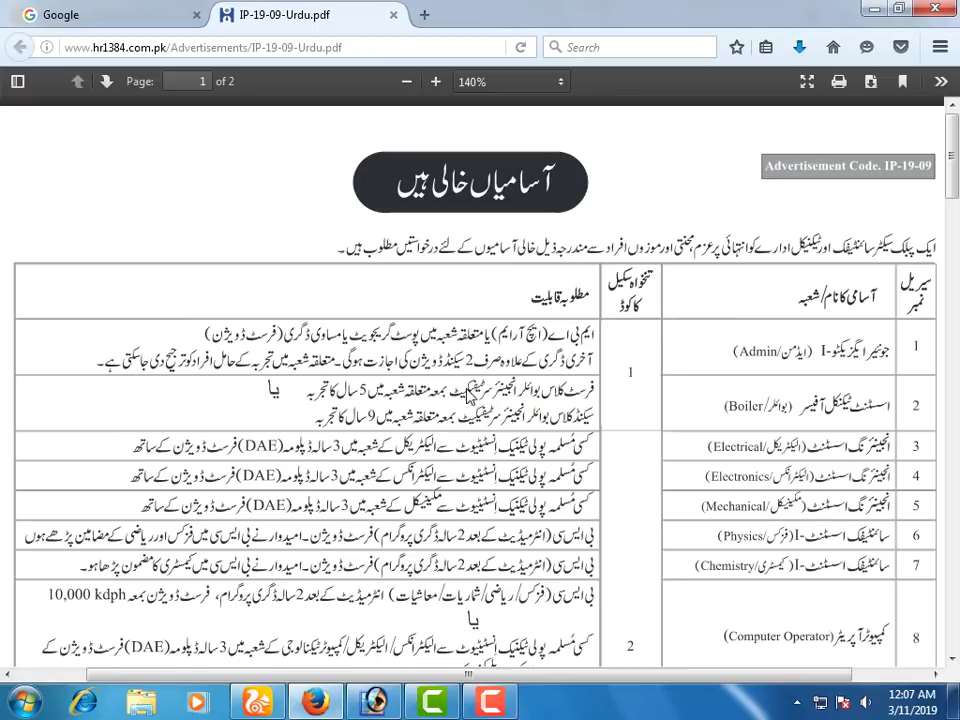 Google
IP-19-09-Urdu.pdf
www.hr1384.com.pk/Advertisements/IP-19-09-Urdu.pdf
Search
Page: 1 of 2
140%
Advertisement Code. IP-19-09
آسامیاں خالی ہیں
ایک پبلک سیکٹر سائنٹیفک اور ٹیکنیکل ادارے کو انتہائی پرعزم، محنتی اور موزوں افراد سے مندرجہ ذیل خالی آسامیوں کے لئے درخواستیں مطلوب ہیں۔
سیریل نمبر
آسامی کا نام/شعبہ
تنخواہ سکیل کا کوڈ
مطلوبہ قابلیت
1
جونیئر ایگزیکٹو-I (ایڈمن/Admin)
1
ایم بی اے (ایچ آر ایم) یا متعلقہ شعبہ میں پوسٹ گریجویٹ یا مساوی ڈگری (فرسٹ ڈویژن)
آخری ڈگری کے علاوہ صرف 2 سیکنڈ ڈویژن کی اجازت ہوگی۔ متعلقہ شعبہ میں تجربہ کے حامل افراد کو ترجیح دی جاسکتی ہے۔
2
اسسٹنٹ ٹیکنکل آفیسر (بوائلر/Boiler)
فرسٹ کلاس بوائلر انجینئر سرٹیفکیٹ بمعہ متعلقہ شعبہ میں 5 سال کا تجربہ یا
سیکنڈ کلاس بوائلر انجینئر سرٹیفکیٹ بمعہ متعلقہ شعبہ میں 9 سال کا تجربہ
3
انجینئرنگ اسسٹنٹ (الیکٹریکل/Electrical)
کسی مُسلمہ پولی ٹیکنیک اِنسٹیٹیوٹ سے الیکٹریکل کے شعبہ میں 3 سالہ ڈپلومہ (DAE) فرسٹ ڈویژن کے ساتھ
4
انجینئرنگ اسسٹنٹ (الیکٹرانکس/Electronics)
کسی مُسلمہ پولی ٹیکنیک اِنسٹیٹیوٹ سے الیکٹرانکس کے شعبہ میں 3 سالہ ڈپلومہ (DAE) فرسٹ ڈویژن کے ساتھ
5
انجینئرنگ اسسٹنٹ (مکینیکل/Mechanical)
کسی مُسلمہ پولی ٹیکنیک اِنسٹیٹیوٹ سے مکینیکل کے شعبہ میں 3 سالہ ڈپلومہ (DAE) فرسٹ ڈویژن کے ساتھ
6
سائنٹیفک اسسٹنٹ-I (فزکس/Physics)
بی ایس سی (انٹرمیڈیٹ کے بعد 2 سالہ ڈگری پروگرام) فرسٹ ڈویژن۔ امیدوار نے بی ایس سی میں فزکس اور ریاضی کے مضامین پڑھے ہوں
7
سائنٹیفک اسسٹنٹ-I (کیمسٹری/Chemistry)
بی ایس سی (انٹرمیڈیٹ کے بعد 2 سالہ ڈگری پروگرام) فرسٹ ڈویژن۔ امیدوار نے بی ایس سی میں کیمسٹری کا مضمون پڑھا ہو۔
8
کمپیوٹر آپریٹر (Computer Operator)
2
بی ایس سی (فزکس/ریاضی/شماریات/معاشیات) انٹرمیڈیٹ کے بعد 2 سالہ ڈگری پروگرام، فرسٹ ڈویژن بمعہ 10,000 kdph
یا
کسی مُسلمہ پولی ٹیکنیک اِنسٹیٹیوٹ سے الیکٹرانکس/الیکٹریکل/کمپیوٹر ٹیکنالوجی کے شعبہ میں 3 سالہ ڈپلومہ (DAE) فرسٹ ڈویژن کے
12:07 AM
3/11/2019